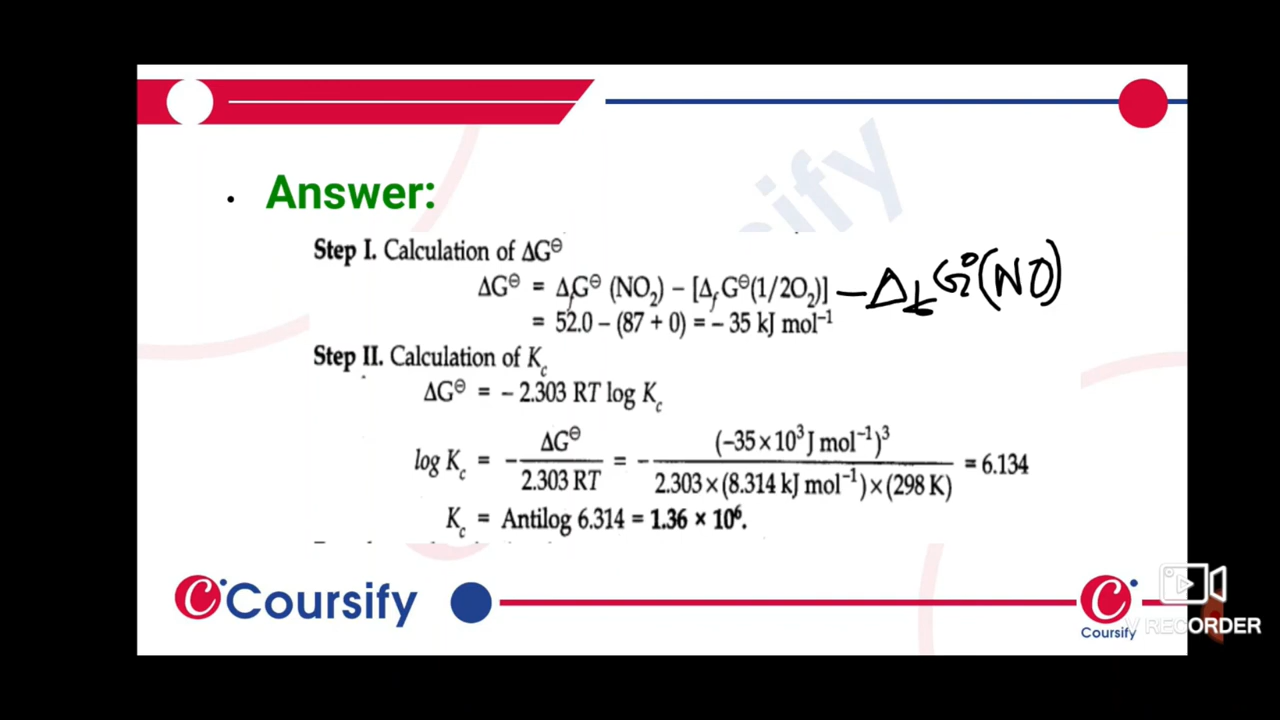 sify
• Answer:
Step I. Calculation of ΔG⊖
ΔG⊖ = ΔfG⊖ (NO₂) – [ΔfG⊖(1/2O₂)] – ΔfG°(NO)
= 52.0 – (87 + 0) = – 35 kJ mol⁻¹
Step II. Calculation of Kc
ΔG⊖ = – 2.303 RT log Kc
log Kc = – ΔG⊖ / 2.303 RT = – (–35×10³ J mol⁻¹)³ / 2.303×(8.314 kJ mol⁻¹)×(298 K) = 6.134
Kc = Antilog 6.314 = 1.36 × 10⁶.
Coursify
Coursify
V RECORDER